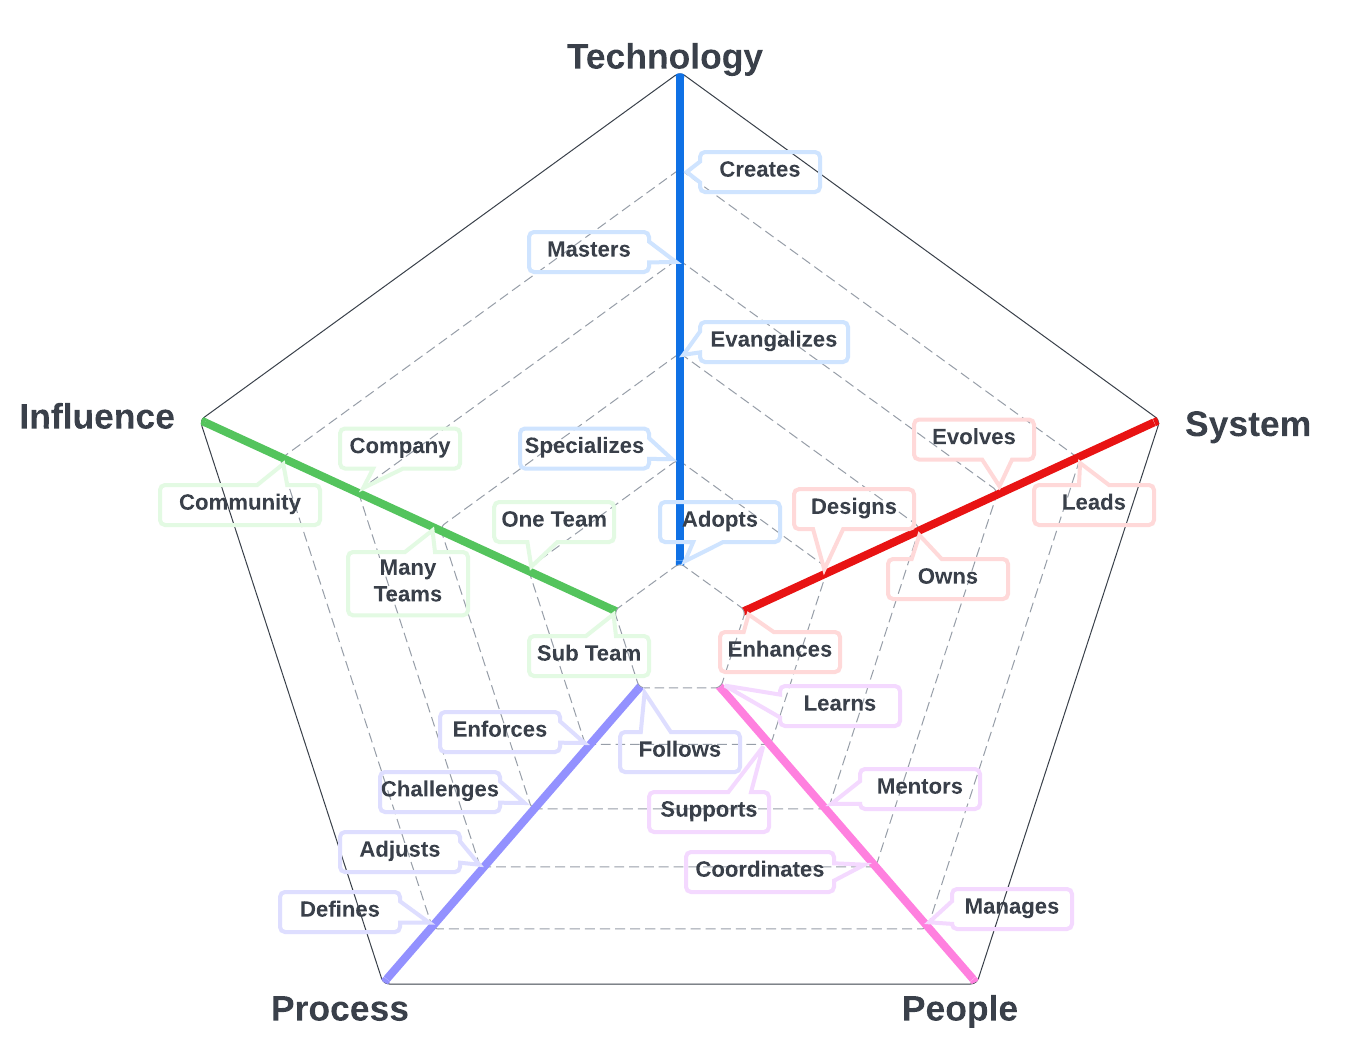 Technology
Creates
Masters
Evangalizes
Influence
System
Company
Specializes
Evolves
Community
One Team
Adopts
Designs
Leads
Many
Teams
Owns
Sub Team
Enhances
Learns
Enforces
Follows
Challenges
Supports
Mentors
Adjusts
Coordinates
Defines
Manages
Process
People